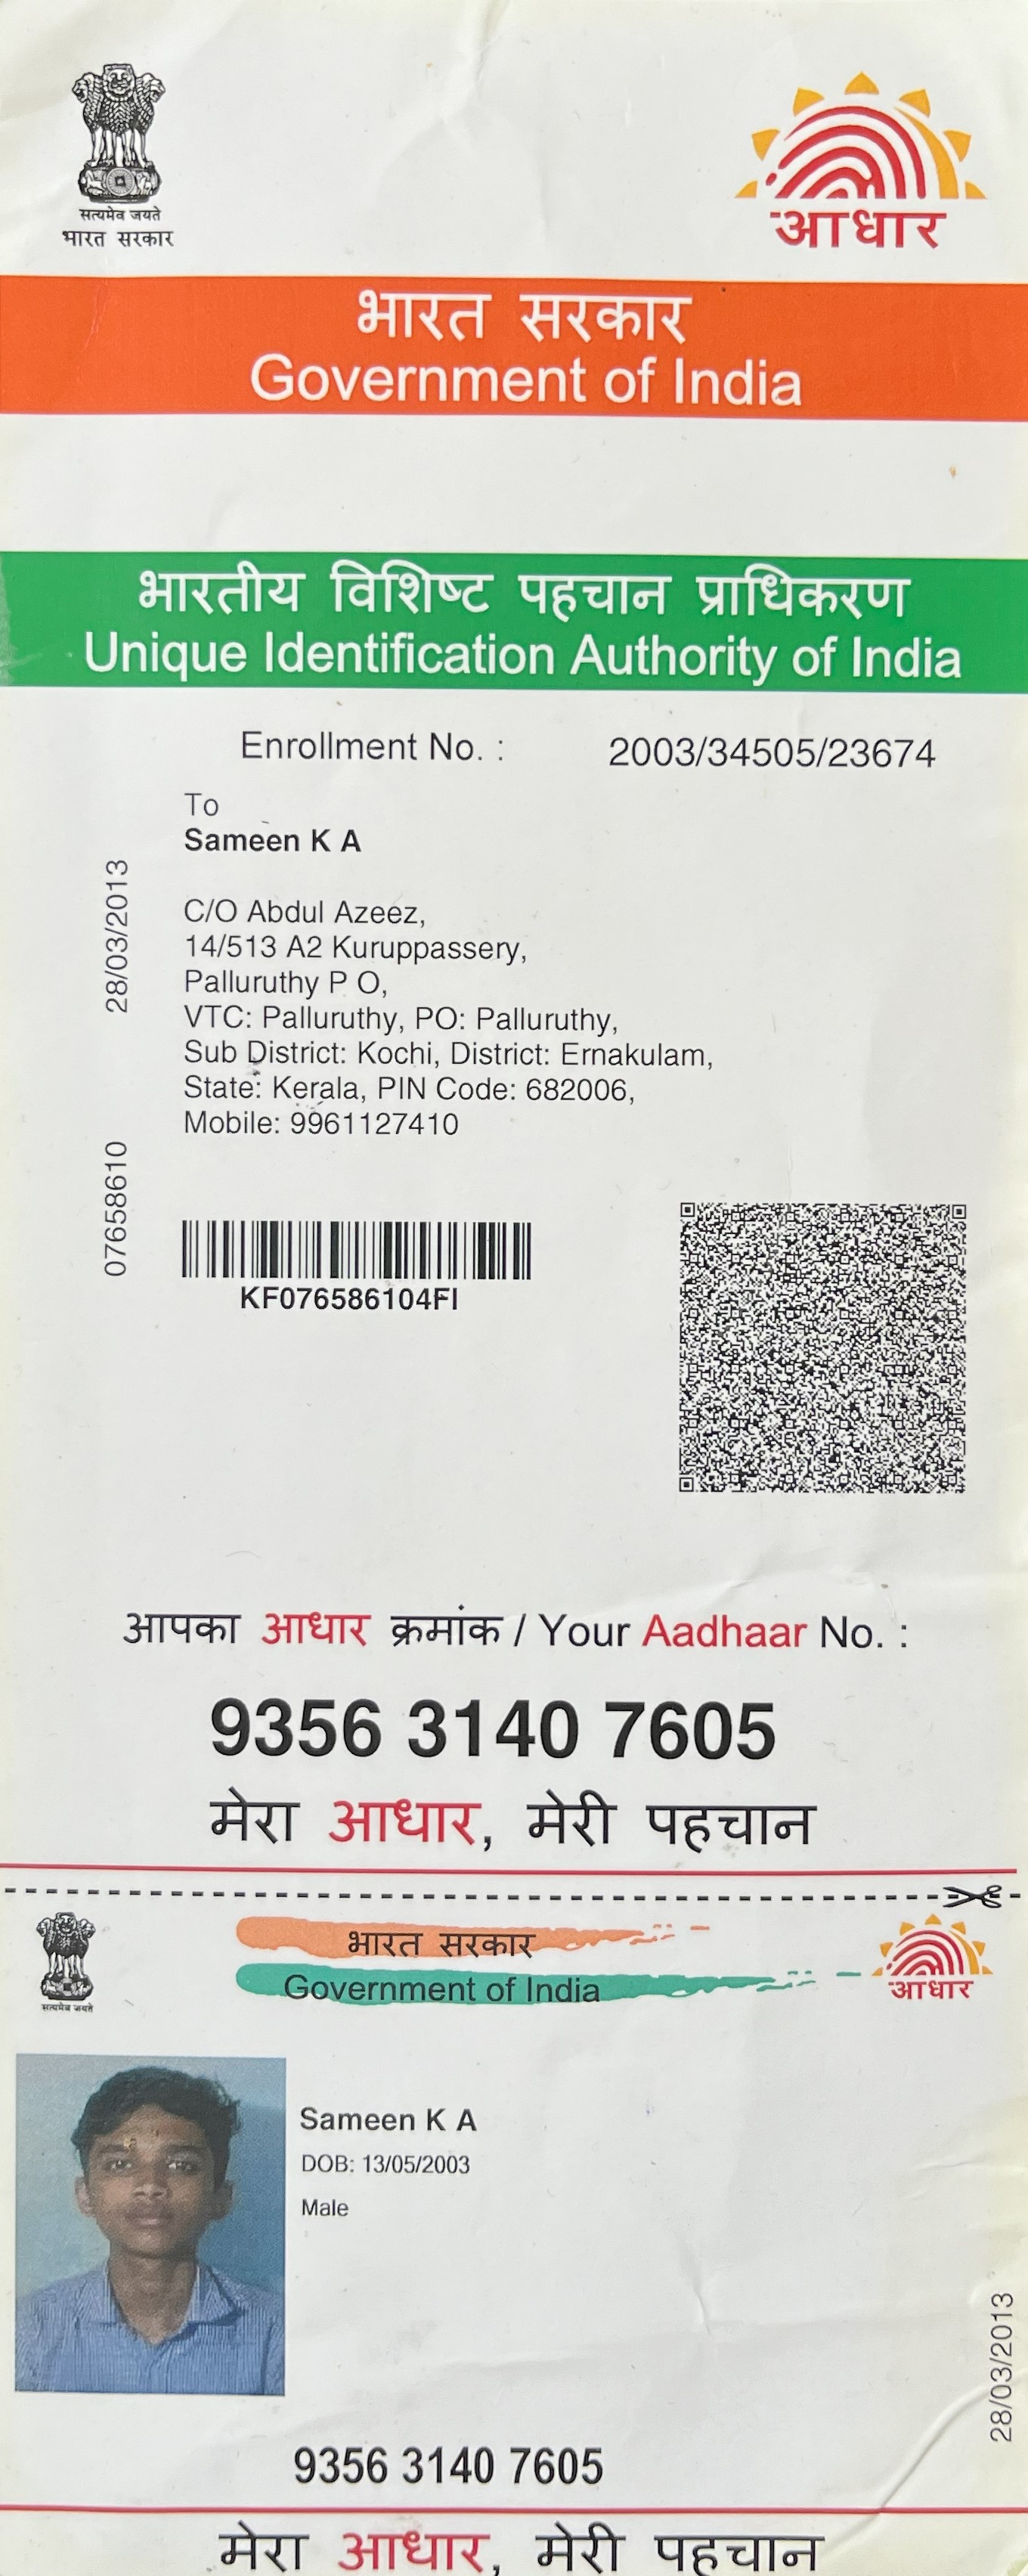 सत्यमेव जयते
भारत सरकार
आधार
भारत सरकार
Government of India
भारतीय विशिष्ट पहचान प्राधिकरण
Unique Identification Authority of India
Enrollment No. : 2003/34505/23674
To
Sameen K A
C/O Abdul Azeez,
14/513 A2 Kuruppassery,
Palluruthy P O,
VTC: Palluruthy, PO: Palluruthy,
Sub District: Kochi, District: Ernakulam,
State: Kerala, PIN Code: 682006,
Mobile: 9961127410
28/03/2013
07658610
KF076586104FI
आपका आधार क्रमांक / Your Aadhaar No. :
9356 3140 7605
मेरा आधार, मेरी पहचान
सत्यमेव जयते
भारत सरकार
Government of India
आधार
Sameen K A
DOB: 13/05/2003
Male
28/03/2013
9356 3140 7605
मेरा आधार, मेरी पहचान